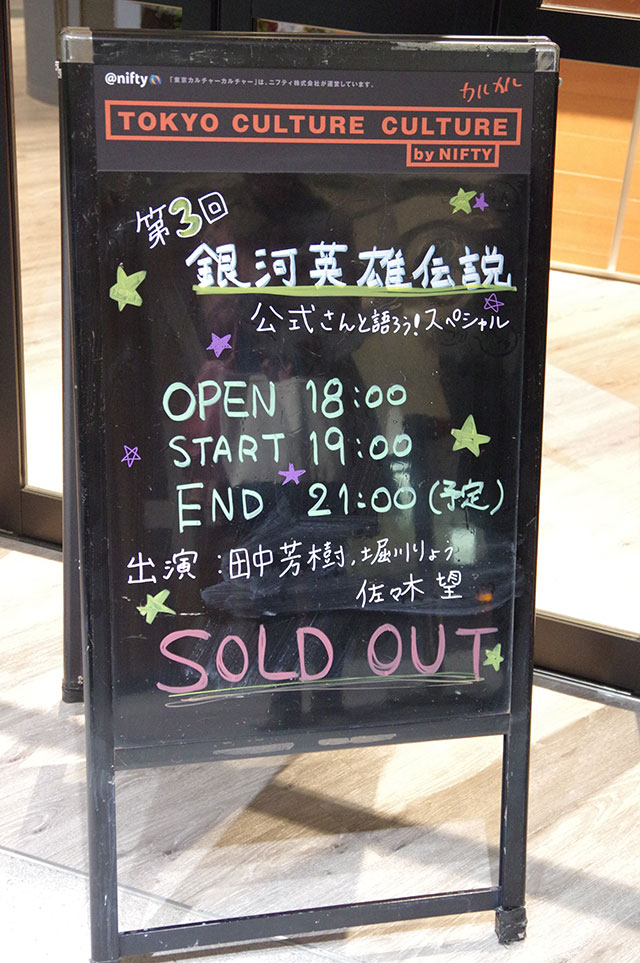 @nifty 「東京カルチャーカルチャー」は、ニフティ株式会社が運営しています。
カルカル
TOKYO CULTURE CULTURE
by NIFTY
第3回
銀河英雄伝説
公式さんと語ろう!スペシャル
OPEN 18:00
START 19:00
END 21:00(予定)
出演:田中芳樹,堀川りょう
佐々木 望
SOLD OUT